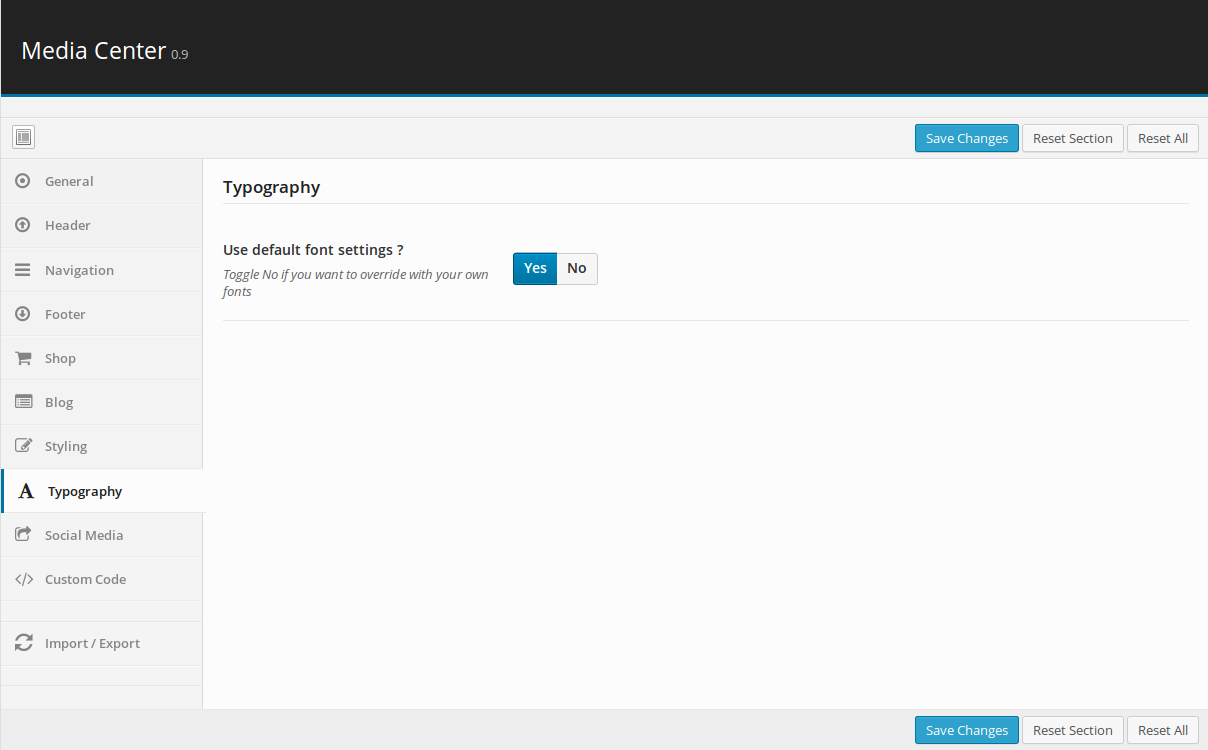 Media Center 0.9
Save Changes Reset Section Reset All
General
Header
Navigation
Footer
Shop
Blog
Styling
Typography
Social Media
Custom Code
Import / Export
Typography
Use default font settings ?
Toggle No if you want to override with your own
fonts
Yes No
Save Changes Reset Section Reset All